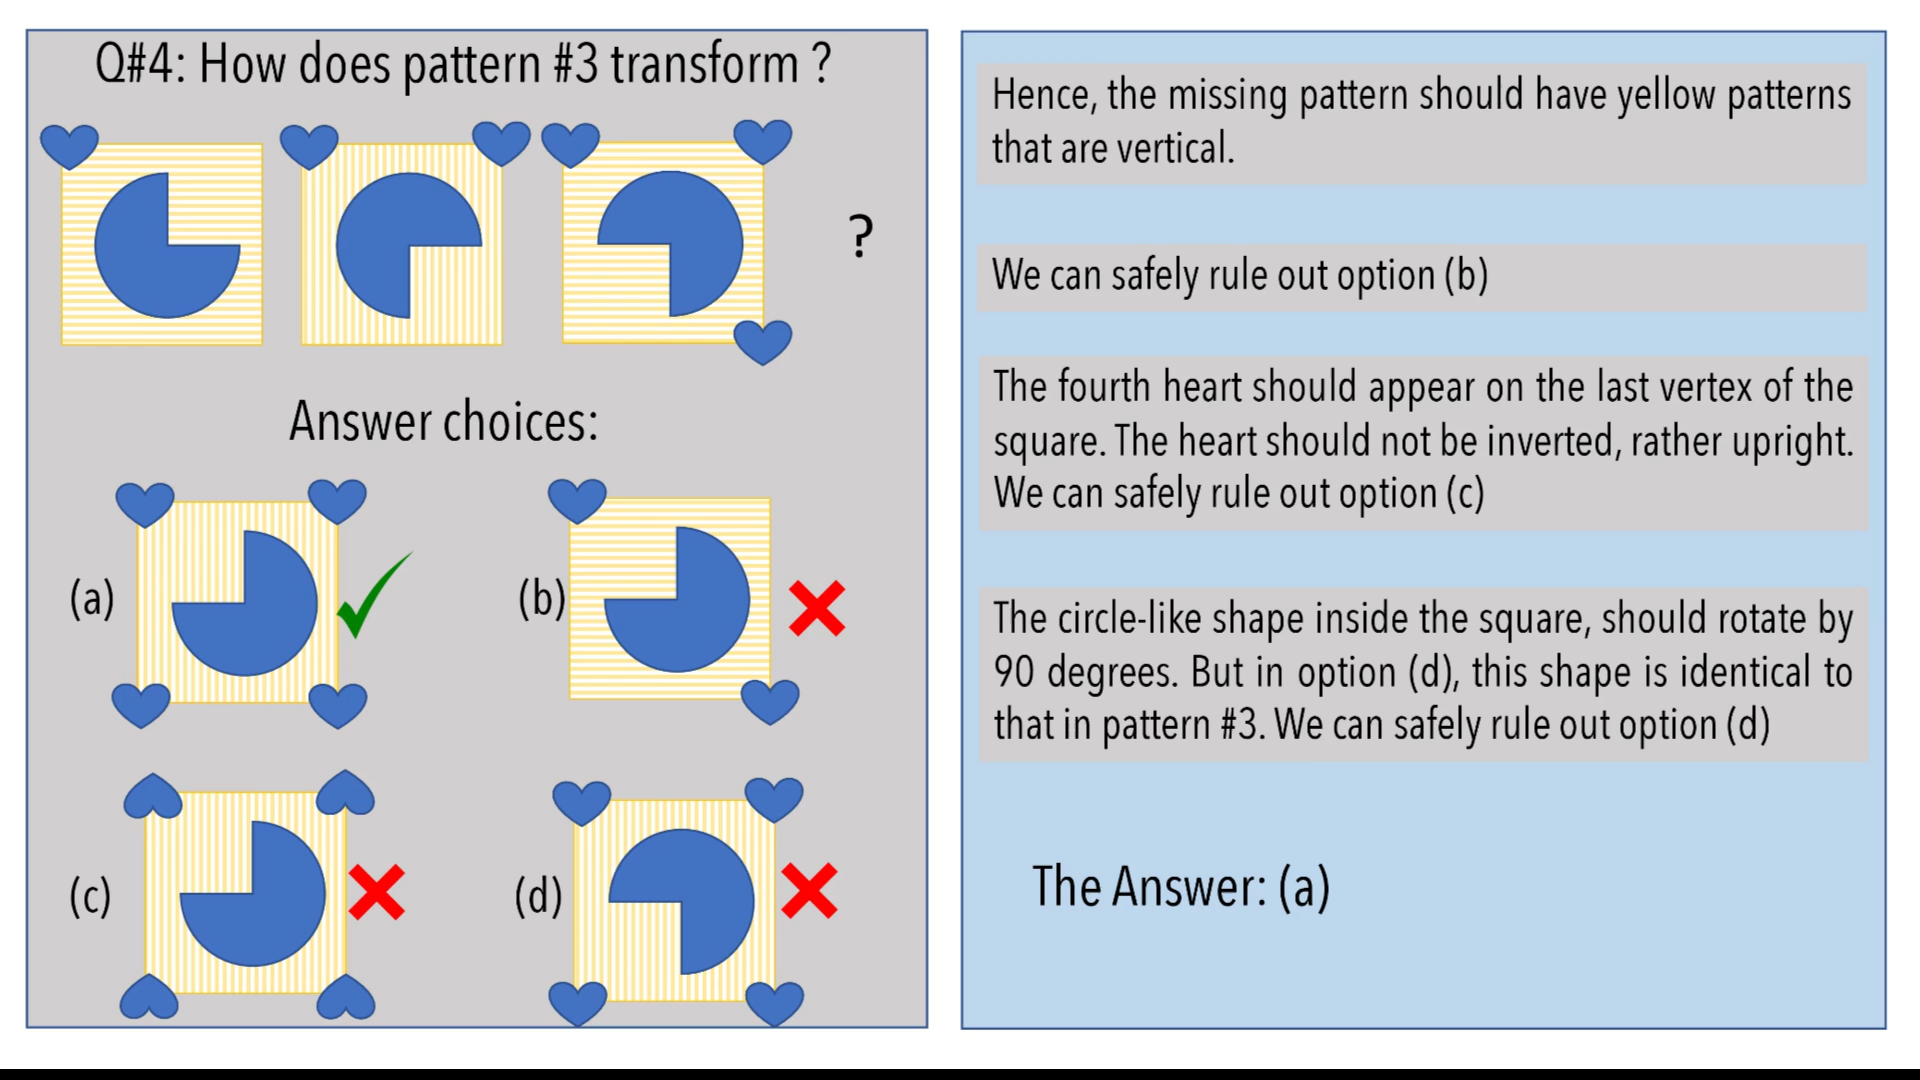 Q#4: How does pattern #3 transform ?
?
Answer choices:
(a)
(b)
(c)
(d)
Hence, the missing pattern should have yellow patterns
that are vertical.
We can safely rule out option (b)
The fourth heart should appear on the last vertex of the
square. The heart should not be inverted, rather upright.
We can safely rule out option (c)
The circle-like shape inside the square, should rotate by
90 degrees. But in option (d), this shape is identical to
that in pattern #3. We can safely rule out option (d)
The Answer: (a)